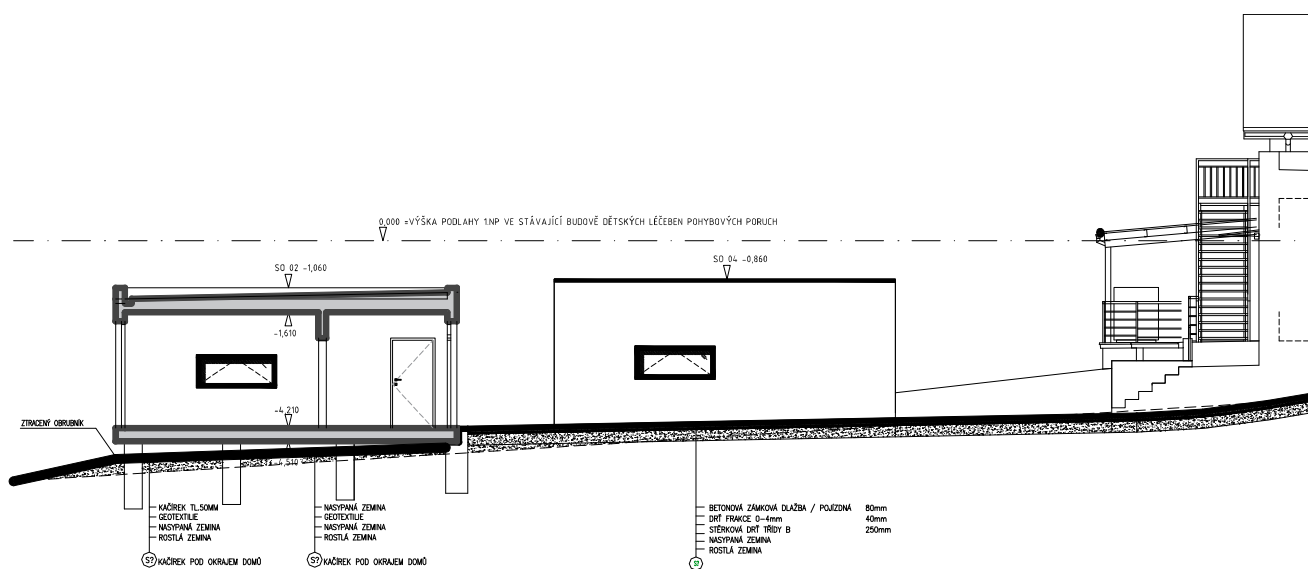 0,000 =VÝŠKA PODLAHY 1.NP VE STÁVAJÍCÍ BUDOVĚ DĚTSKÝCH LÉČEBEN POHYBOVÝCH PORUCH
SO 02 -1,060
SO 04 -0,860
-1,610
-4,210
ZTRACENÝ OBRUBNÍK
-4,510
KAČÍREK TL.50MM
GEOTEXTILIE
NASYPANÁ ZEMINA
ROSTLÁ ZEMINA
S? KAČÍREK POD OKRAJEM DOMŮ
NASYPANÁ ZEMINA
GEOTEXTILIE
NASYPANÁ ZEMINA
ROSTLÁ ZEMINA
S? KAČÍREK POD OKRAJEM DOMŮ
BETONOVÁ ZÁMKOVÁ DLAŽBA / POJÍZDNÁ 80mm
DRŤ FRAKCE 0-4mm 40mm
STĚRKOVÁ DRŤ TŘÍDY B 250mm
NASYPANÁ ZEMINA
ROSTLÁ ZEMINA
S?